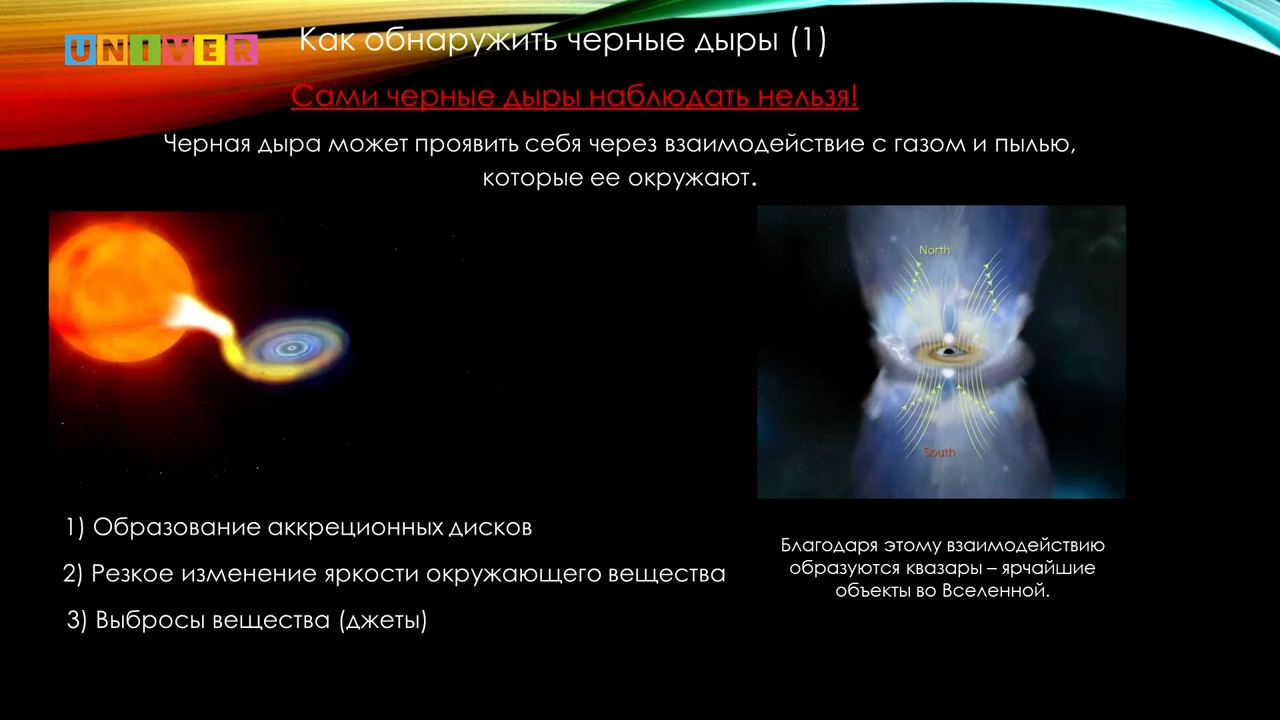 UNIVER
Как обнаружить черные дыры (1)
Сами черные дыры наблюдать нельзя!
Черная дыра может проявить себя через взаимодействие с газом и пылью,
которые ее окружают.
North
South
1) Образование аккреционных дисков
2) Резкое изменение яркости окружающего вещества
3) Выбросы вещества (джеты)
Благодаря этому взаимодействию
образуются квазары – ярчайшие
объекты во Вселенной.